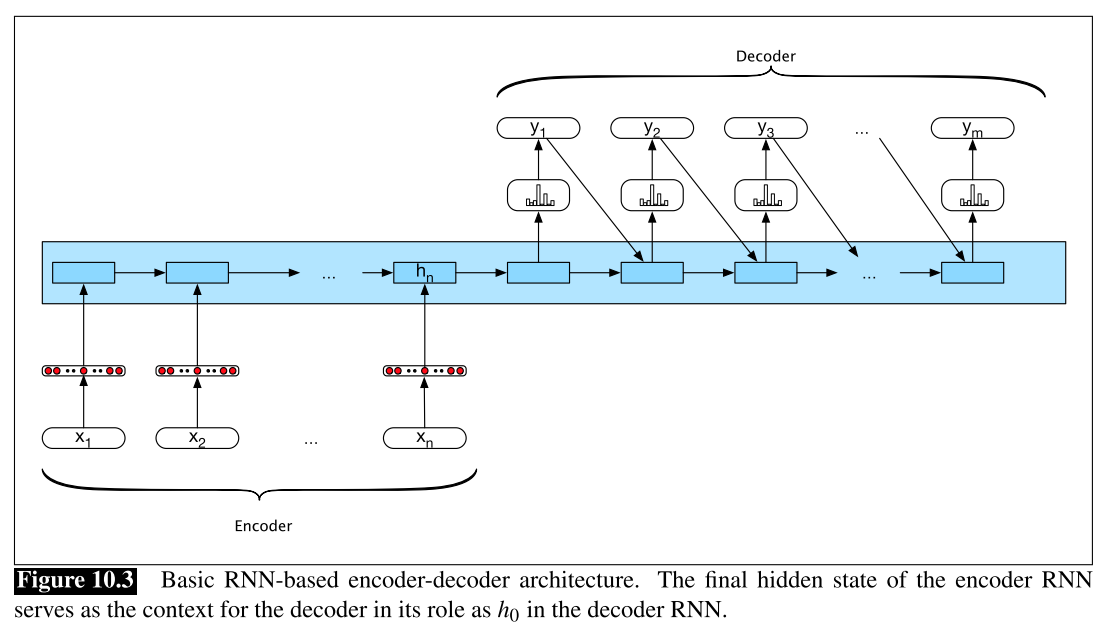 Decoder
y1 y2 y3 ... ym
... hn ...
x1 x2 ... xn
Encoder
Figure 10.3 Basic RNN-based encoder-decoder architecture. The final hidden state of the encoder RNN
serves as the context for the decoder in its role as h0 in the decoder RNN.